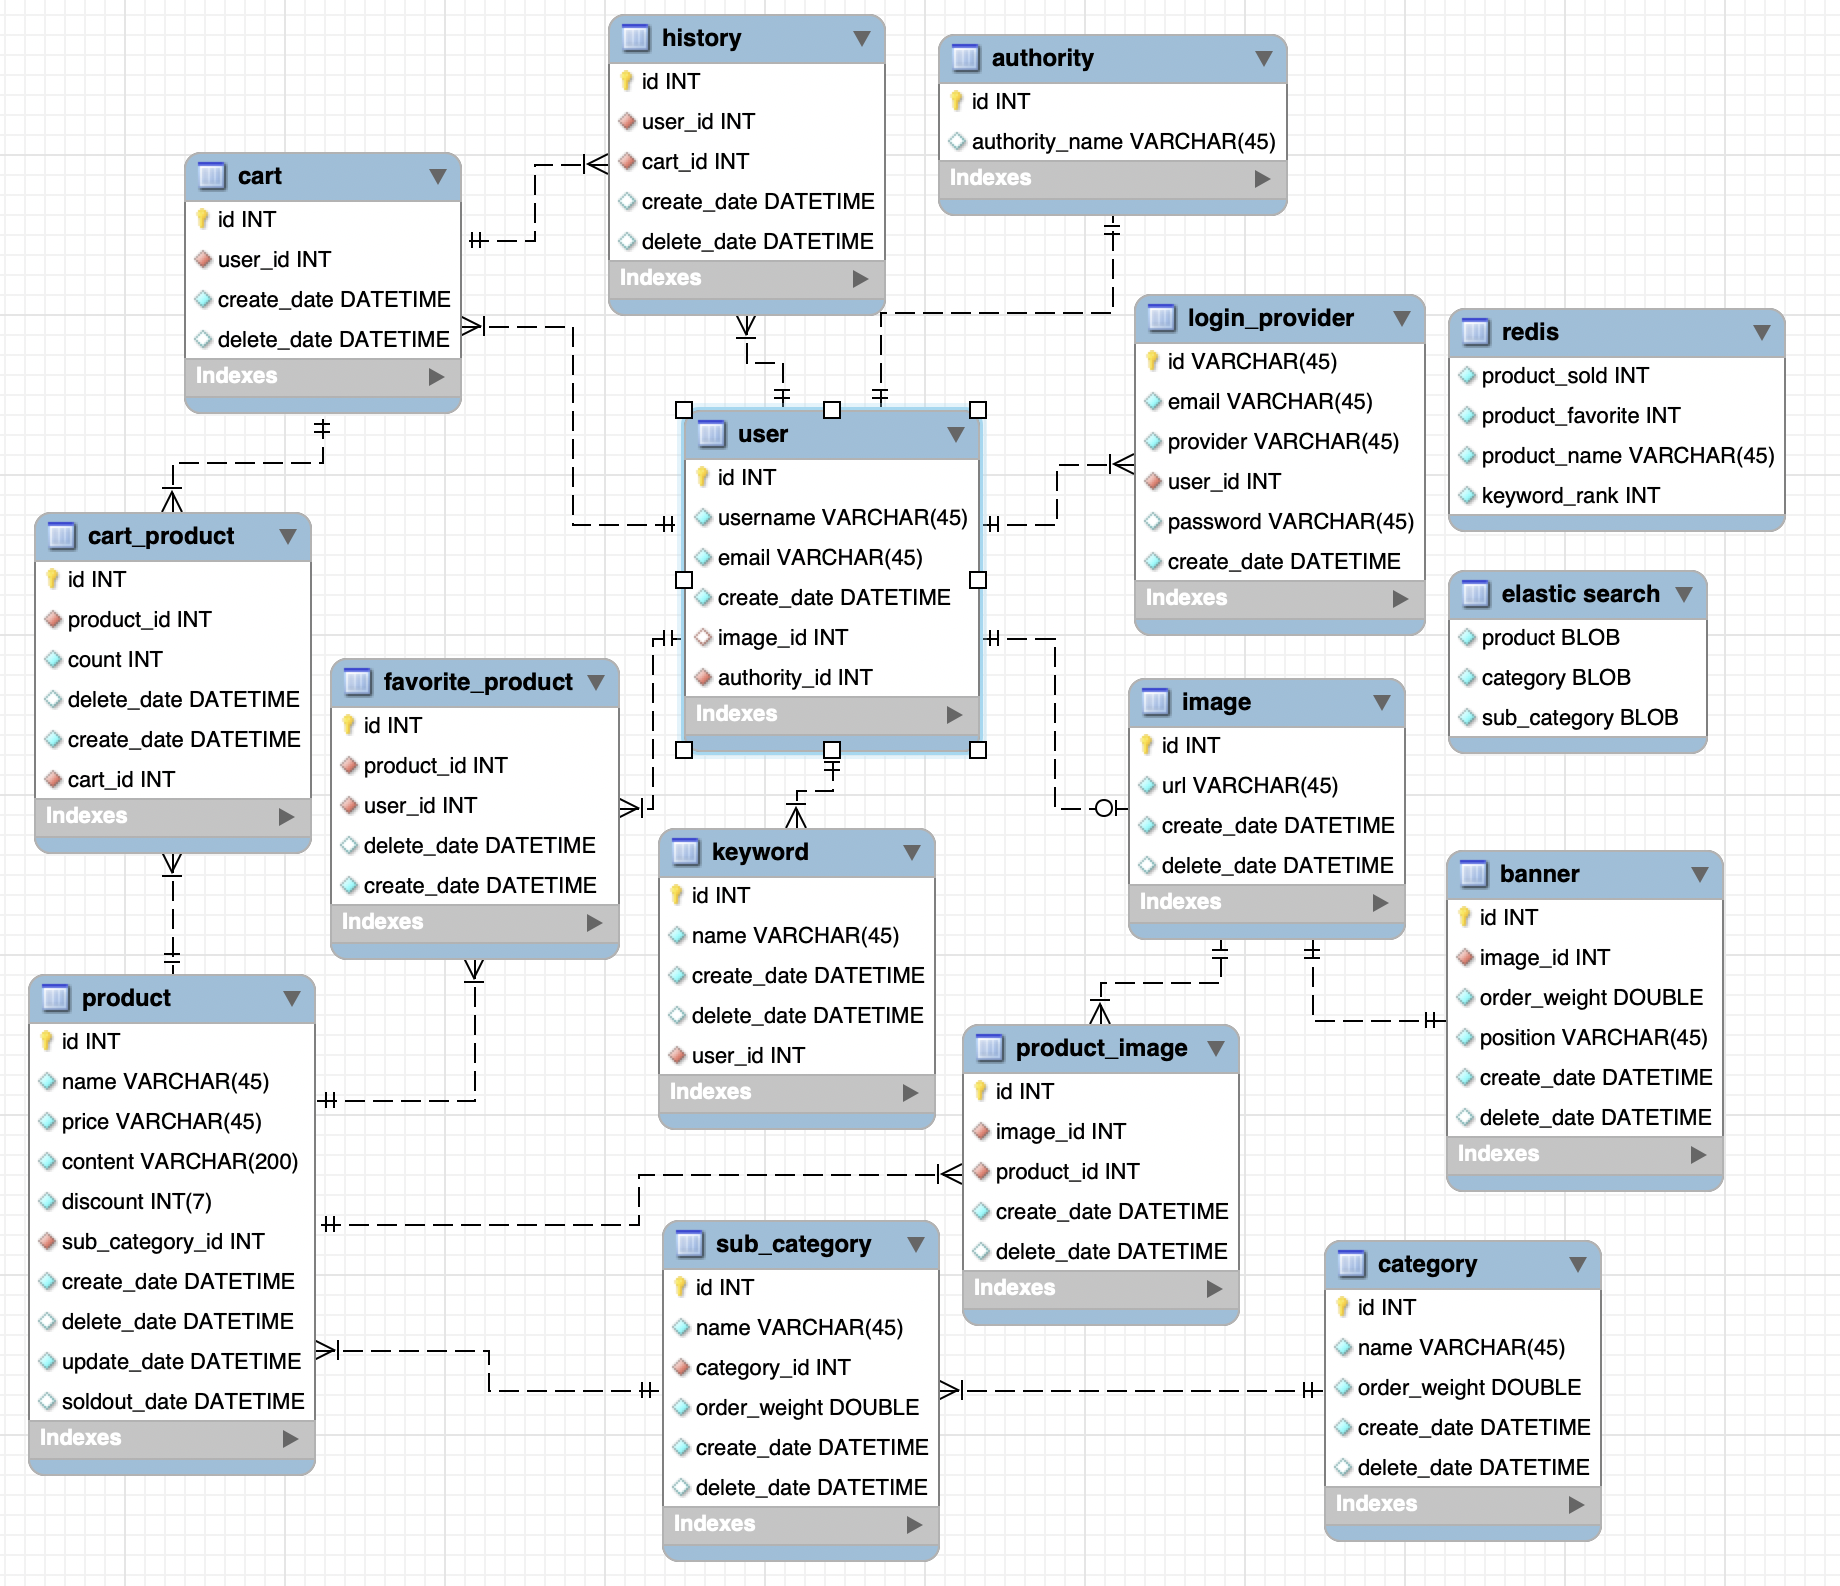 history
id INT
user_id INT
cart_id INT
create_date DATETIME
delete_date DATETIME
Indexes
authority
id INT
authority_name VARCHAR(45)
Indexes
cart
id INT
user_id INT
create_date DATETIME
delete_date DATETIME
Indexes
login_provider
id VARCHAR(45)
email VARCHAR(45)
provider VARCHAR(45)
user_id INT
password VARCHAR(45)
create_date DATETIME
Indexes
redis
product_sold INT
product_favorite INT
product_name VARCHAR(45)
keyword_rank INT
user
id INT
username VARCHAR(45)
email VARCHAR(45)
create_date DATETIME
image_id INT
authority_id INT
Indexes
cart_product
id INT
product_id INT
count INT
delete_date DATETIME
create_date DATETIME
cart_id INT
Indexes
elastic search
product BLOB
category BLOB
sub_category BLOB
favorite_product
id INT
product_id INT
user_id INT
delete_date DATETIME
create_date DATETIME
Indexes
image
id INT
url VARCHAR(45)
create_date DATETIME
delete_date DATETIME
Indexes
keyword
id INT
name VARCHAR(45)
create_date DATETIME
delete_date DATETIME
user_id INT
Indexes
banner
id INT
image_id INT
order_weight DOUBLE
position VARCHAR(45)
create_date DATETIME
delete_date DATETIME
Indexes
product
id INT
name VARCHAR(45)
price VARCHAR(45)
content VARCHAR(200)
discount INT(7)
sub_category_id INT
create_date DATETIME
delete_date DATETIME
update_date DATETIME
soldout_date DATETIME
Indexes
product_image
id INT
image_id INT
product_id INT
create_date DATETIME
delete_date DATETIME
Indexes
sub_category
id INT
name VARCHAR(45)
category_id INT
order_weight DOUBLE
create_date DATETIME
delete_date DATETIME
Indexes
category
id INT
name VARCHAR(45)
order_weight DOUBLE
create_date DATETIME
delete_date DATETIME
Indexes